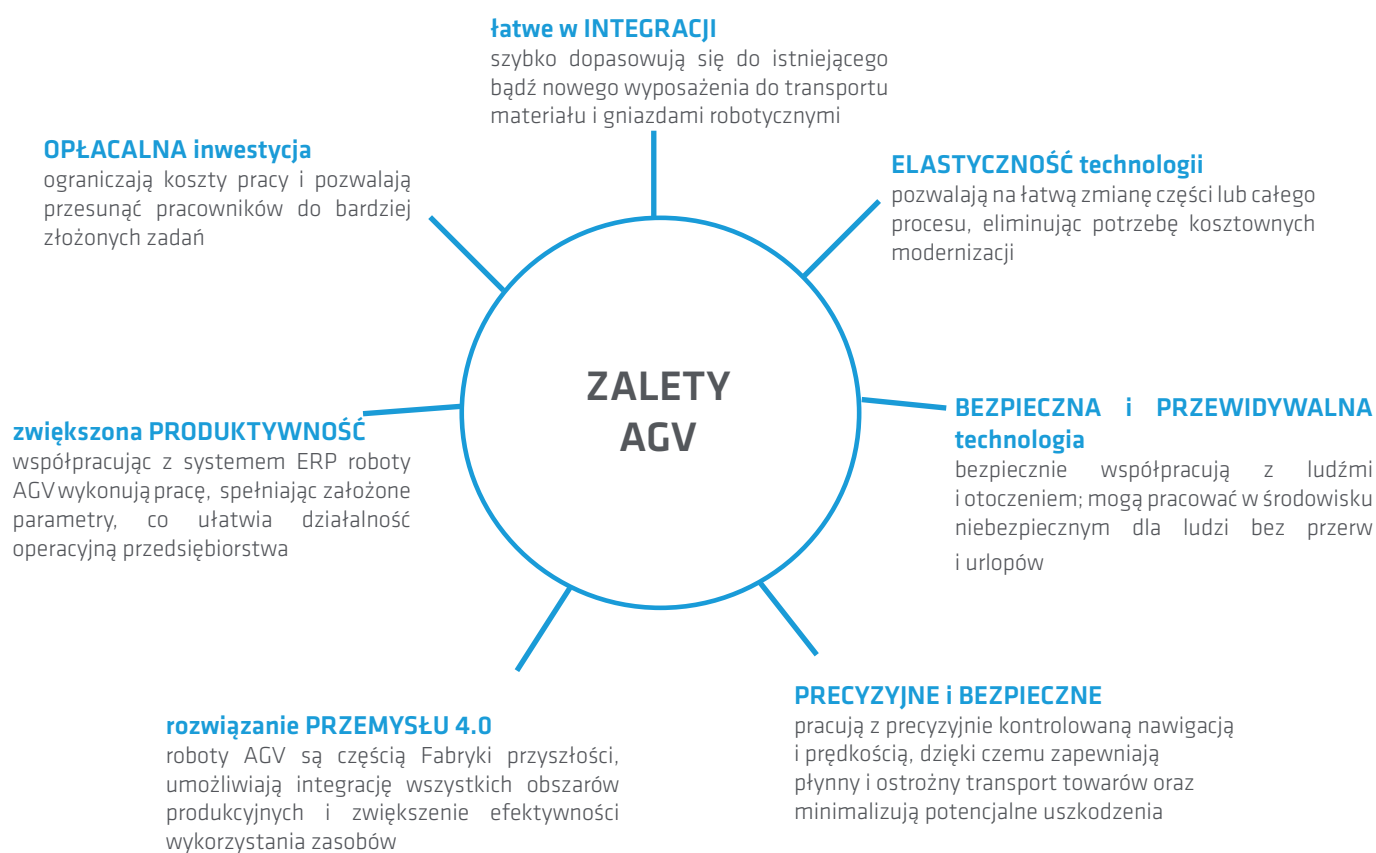 łatwe w INTEGRACJI
szybko dopasowują się do istniejącego
bądź nowego wyposażenia do transportu
materiału i gniazdami robotycznymi
OPŁACALNA inwestycja
ograniczają koszty pracy i pozwalają
przesunąć pracowników do bardziej
złożonych zadań
ELASTYCZNOŚĆ technologii
pozwalają na łatwą zmianę części lub całego
procesu, eliminując potrzebę kosztownych
modernizacji
ZALETY
AGV
zwiększona PRODUKTYWNOŚĆ
współpracując z systemem ERP roboty
AGV wykonują pracę, spełniając założone
parametry, co ułatwia działalność
operacyjną przedsiębiorstwa
BEZPIECZNA i PRZEWIDYWALNA
technologia
bezpiecznie współpracują z ludźmi
i otoczeniem; mogą pracować w środowisku
niebezpiecznym dla ludzi bez przerw
i urlopów
rozwiązanie PRZEMYSŁU 4.0
roboty AGV są częścią Fabryki przyszłości,
umożliwiają integrację wszystkich obszarów
produkcyjnych i zwiększenie efektywności
wykorzystania zasobów
PRECYZYJNE i BEZPIECZNE
pracują z precyzyjnie kontrolowaną nawigacją
i prędkością, dzięki czemu zapewniają
płynny i ostrożny transport towarów oraz
minimalizują potencjalne uszkodzenia